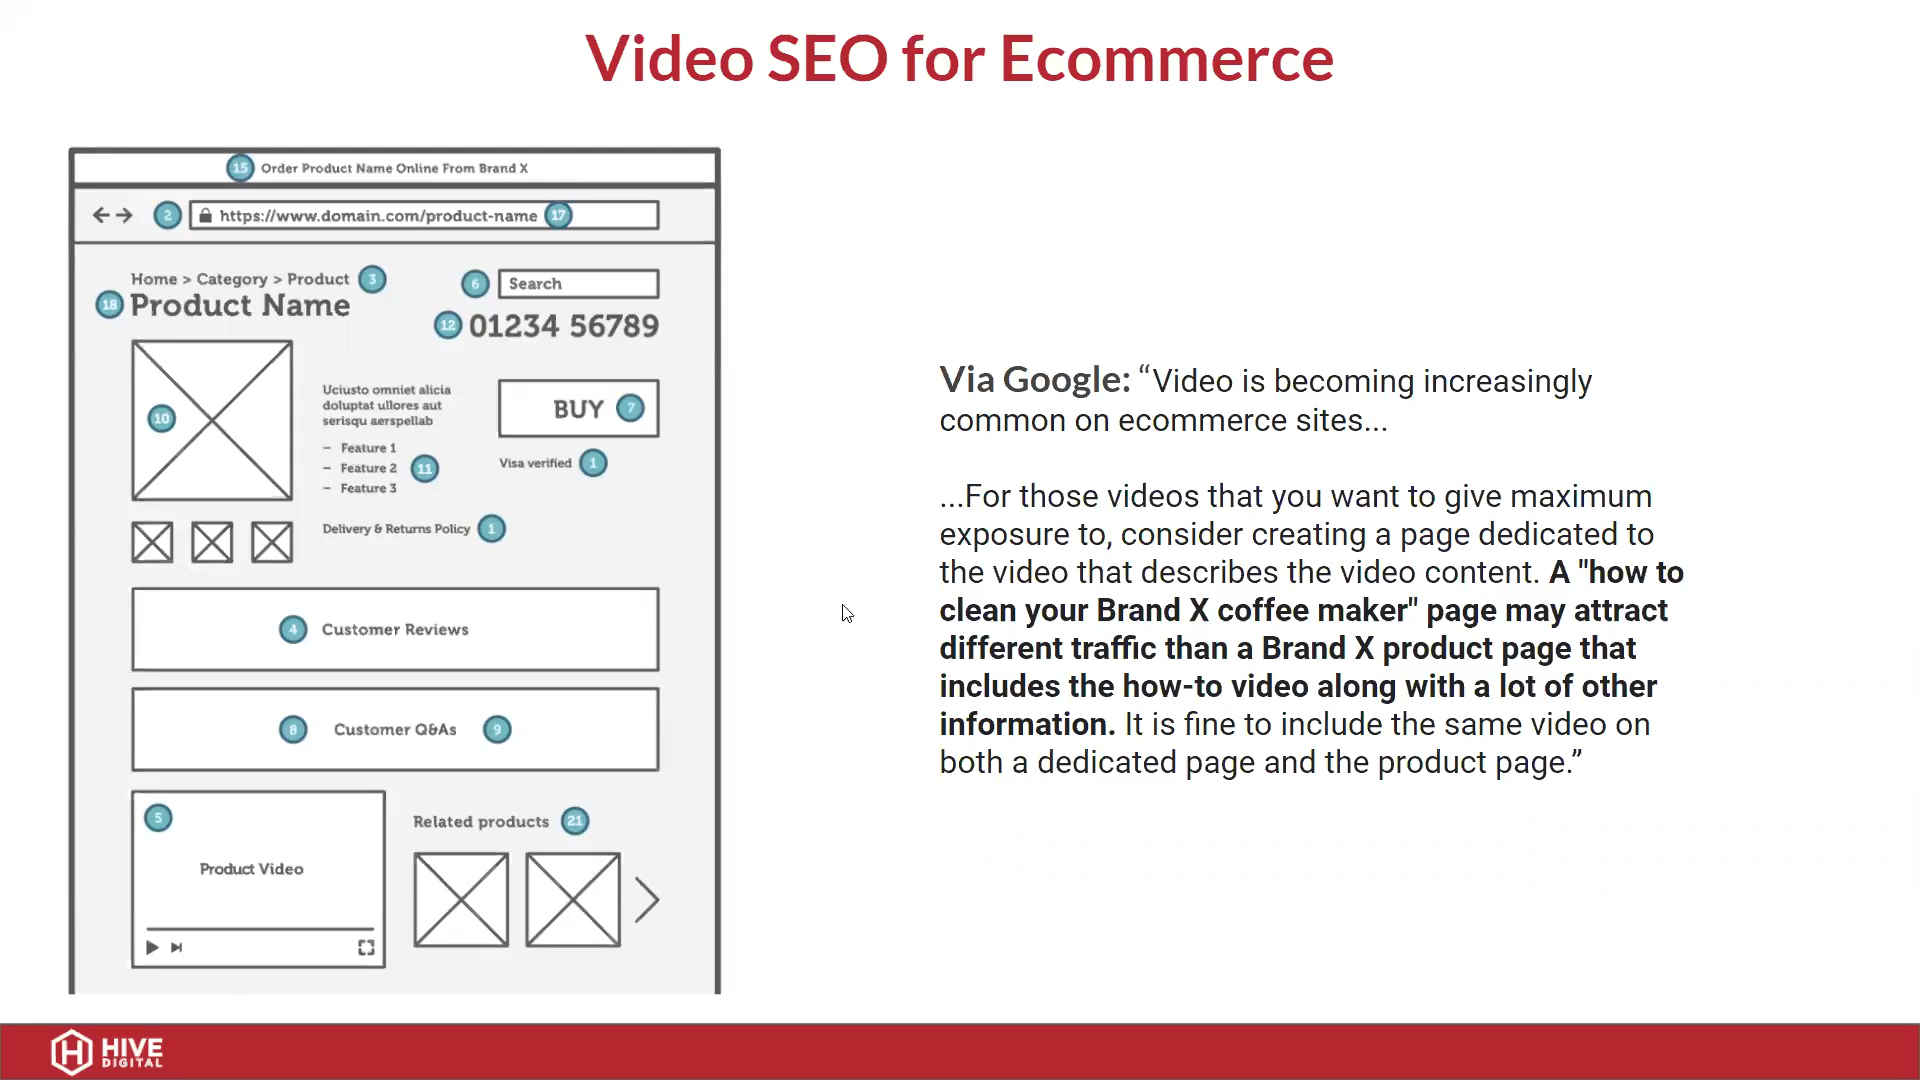 Video SEO for Ecommerce
15 Order Product Name Online From Brand X
2 https://www.domain.com/product-name 17
Home > Category > Product 3
6 Search
18 Product Name
12 01234 56789
10
Uciusto omniet alicia
doluptat ullores aut
serisqu aerspellab
BUY 7
– Feature 1
– Feature 2 11
– Feature 3
Visa verified 1
Delivery & Returns Policy 1
4 Customer Reviews
8 Customer Q&As 9
5
Product Video
Related products 21
Via Google: “Video is becoming increasingly
common on ecommerce sites...
...For those videos that you want to give maximum
exposure to, consider creating a page dedicated to
the video that describes the video content. A "how to
clean your Brand X coffee maker" page may attract
different traffic than a Brand X product page that
includes the how-to video along with a lot of other
information. It is fine to include the same video on
both a dedicated page and the product page.”
HIVE
DIGITAL